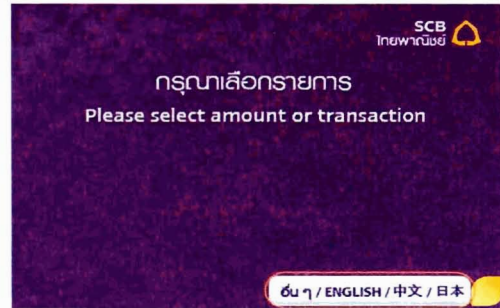 SCB
ไทยพาณิชย์
กรุณาเลือกรายการ
Please select amount or transaction
อื่น ๆ / ENGLISH / 中文 / 日本